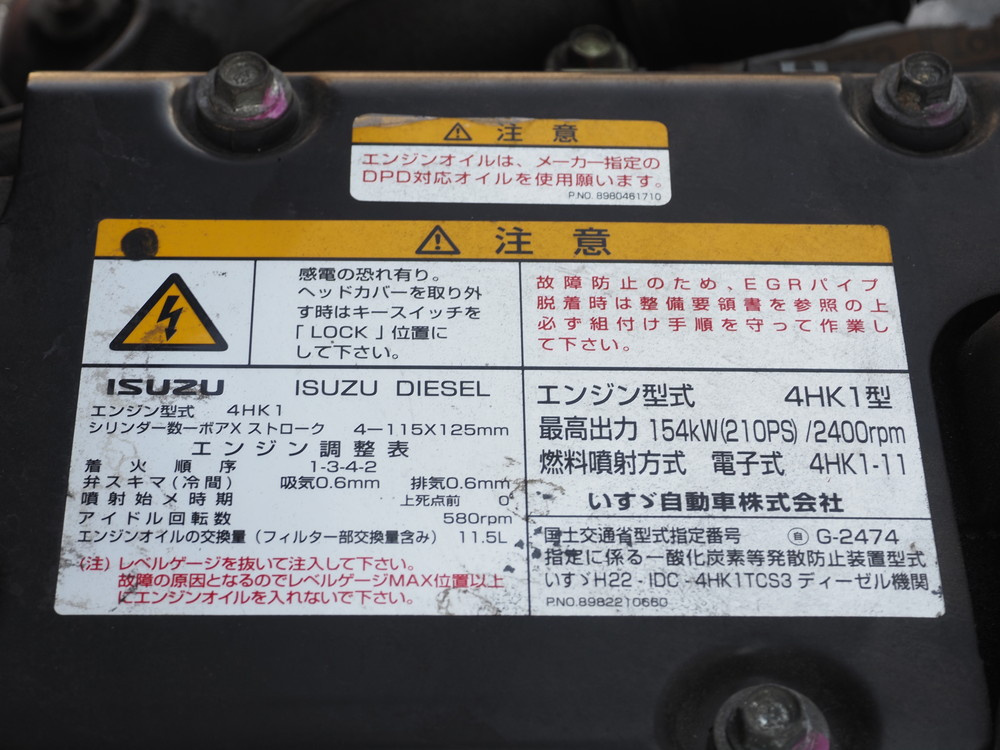 ⚠ 注意
エンジンオイルは、メーカー指定の
DPD対応オイルを使用願います。
P.NO. 8980461710
⚠ 注意
感電の恐れ有り。
ヘッドカバーを取り外
す時はキースイッチを
「LOCK」位置に
して下さい。
故障防止のため、EGRパイプ
脱着時は整備要領書を参照の上
必ず組付け手順を守って作業し
て下さい。
ISUZU ISUZU DIESEL
エンジン型式 4HK1
シリンダー数ーボアX ストローク 4ー115X125mm
エンジン調整表
着火順序 1-3-4-2
弁スキマ(冷間) 吸気0.6mm 排気0.6mm
噴射始メ時期 上死点前 0°
アイドル回転数 580rpm
エンジンオイルの交換量(フィルター部交換量含み) 11.5L
(注) レベルゲージを抜いて注入して下さい。
故障の原因となるのでレベルゲージMAX位置以上
にエンジンオイルを入れないで下さい。
エンジン型式 4HK1型
最高出力 154kW(210PS)/2400rpm
燃料噴射方式 電子式 4HK1-11
いすゞ自動車株式会社
国土交通省型式指定番号 ㊂ G-2474
指定に係る一酸化炭素等発散防止装置型式
いすゞH22-IDC-4HK1TCS3 ディーゼル機関
P.NO.8982210660